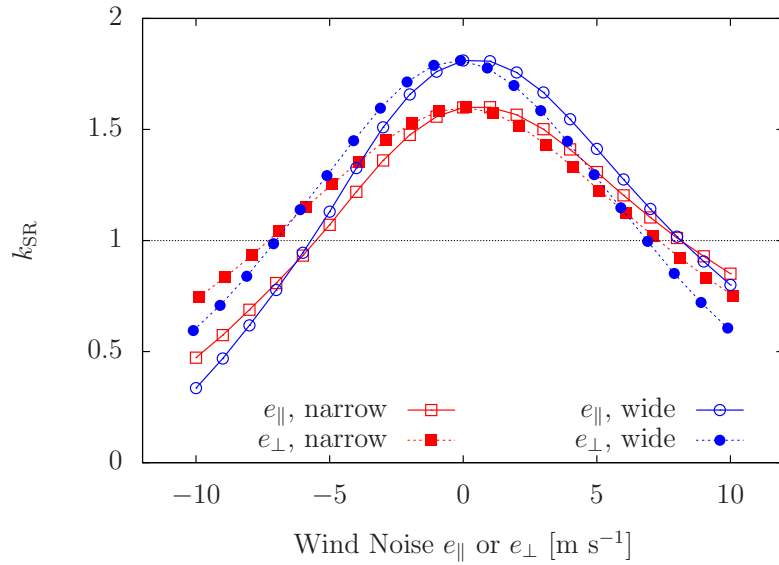 2
1.5
k_SR
1
0.5
e_∥, narrow e_∥, wide
e_⊥, narrow e_⊥, wide
0
−10 −5 0 5 10
Wind Noise e_∥ or e_⊥ [m s⁻¹]